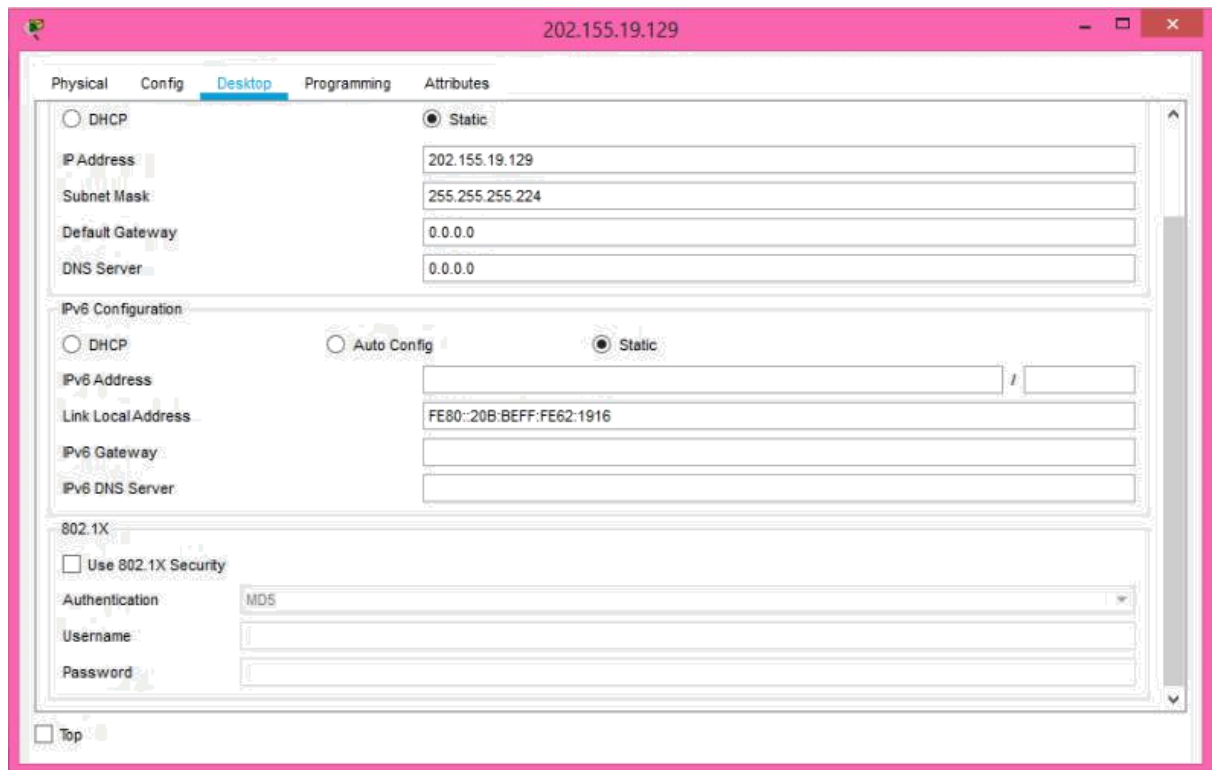 202.155.19.129
Physical Config Desktop Programming Attributes
DHCP Static
IP Address 202.155.19.129
Subnet Mask 255.255.255.224
Default Gateway 0.0.0.0
DNS Server 0.0.0.0
IPv6 Configuration
DHCP Auto Config Static
IPv6 Address /
Link Local Address FE80::20B:BEFF:FE62:1916
IPv6 Gateway
IPv6 DNS Server
802.1X
Use 802.1X Security
Authentication MD5
Username
Password
Top